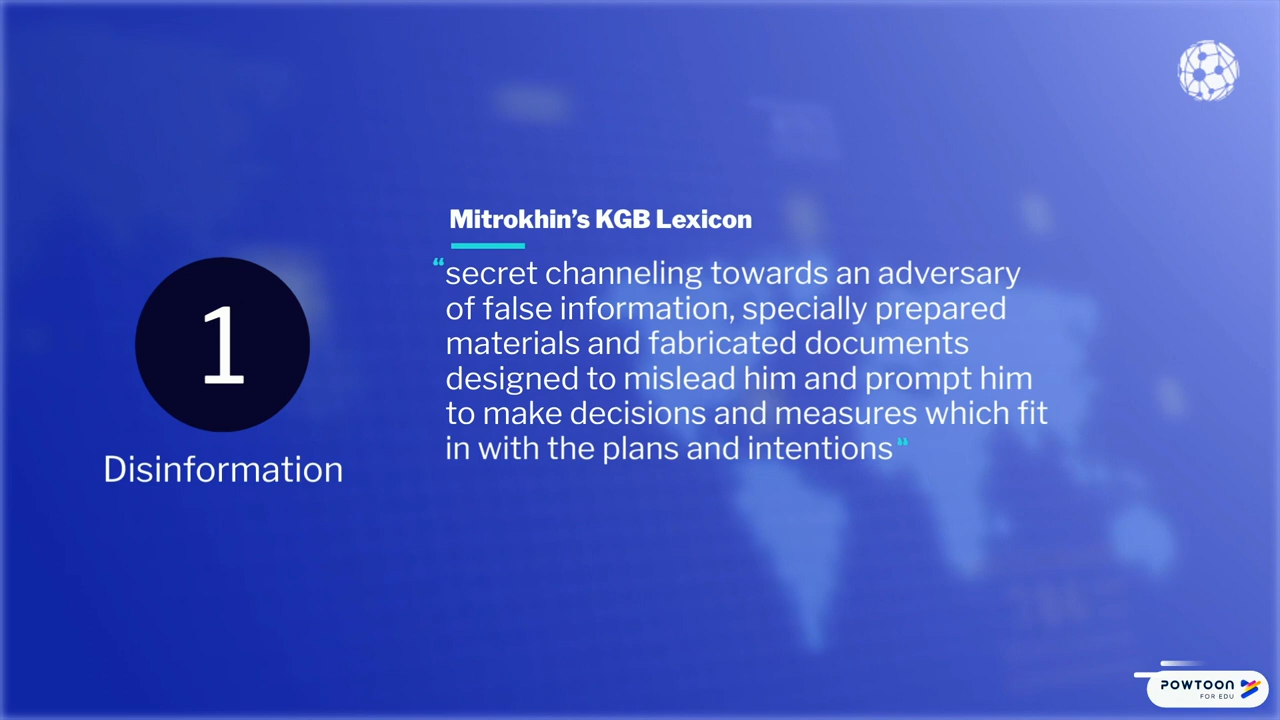 Mitrokhin’s KGB Lexicon
“secret channeling towards an adversary
of false information, specially prepared
materials and fabricated documents
designed to mislead him and prompt him
to make decisions and measures which fit
in with the plans and intentions”
1
Disinformation
POWTOON
FOR EDU